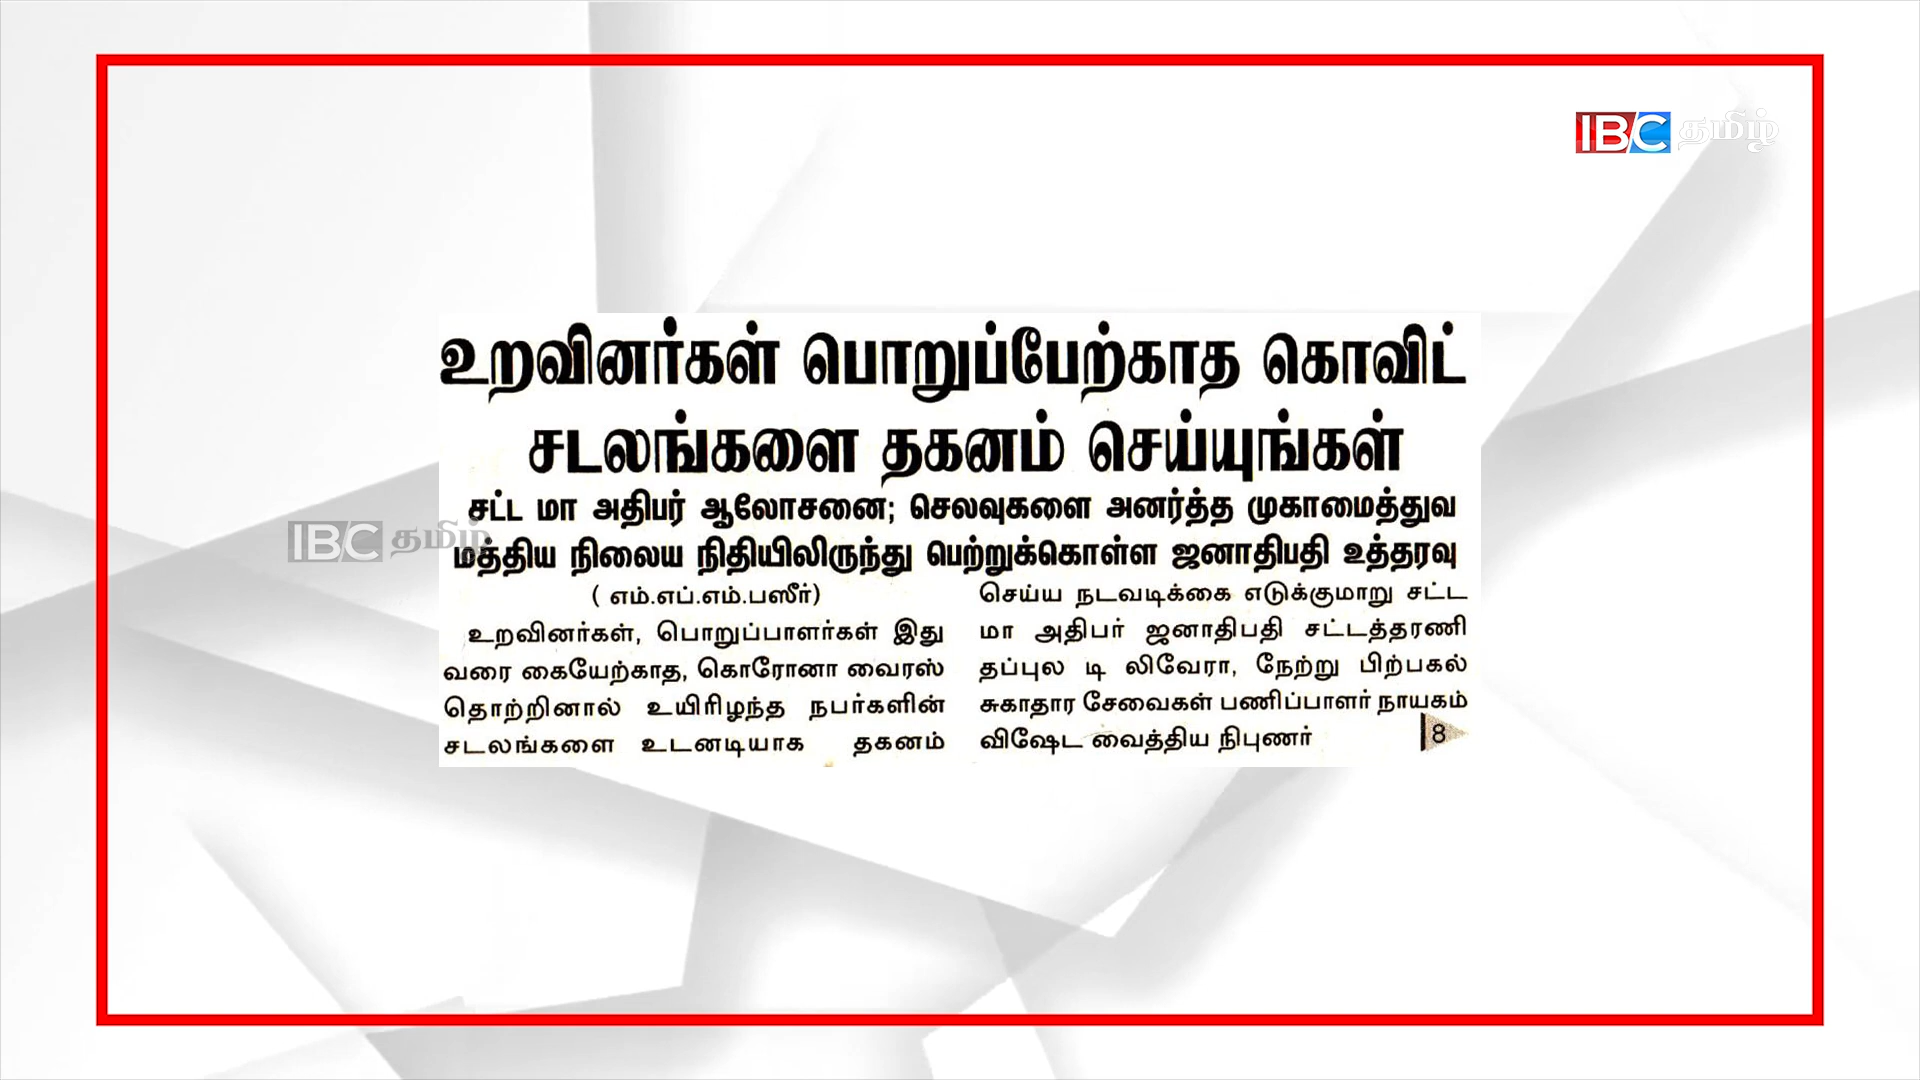 IBC தமிழ்
உறவினர்கள் பொறுப்பேற்காத கொவிட்
சடலங்களை தகனம் செய்யுங்கள்
சட்ட மா அதிபர் ஆலோசனை; செலவுகளை அனர்த்த முகாமைத்துவ
மத்திய நிலைய நிதியிலிருந்து பெற்றுக்கொள்ள ஜனாதிபதி உத்தரவு
IBC தமிழ்
( எம்.எப்.எம்.பஸீர்)
உறவினர்கள், பொறுப்பாளர்கள் இது
வரை கையேற்காத, கொரோனா வைரஸ்
தொற்றினால் உயிரிழந்த நபர்களின்
சடலங்களை உடனடியாக தகனம்
செய்ய நடவடிக்கை எடுக்குமாறு சட்ட
மா அதிபர் ஜனாதிபதி சட்டத்தரணி
தப்புல டி லிவேரா, நேற்று பிற்பகல்
சுகாதார சேவைகள் பணிப்பாளர் நாயகம்
விஷேட வைத்திய நிபுணர்
8